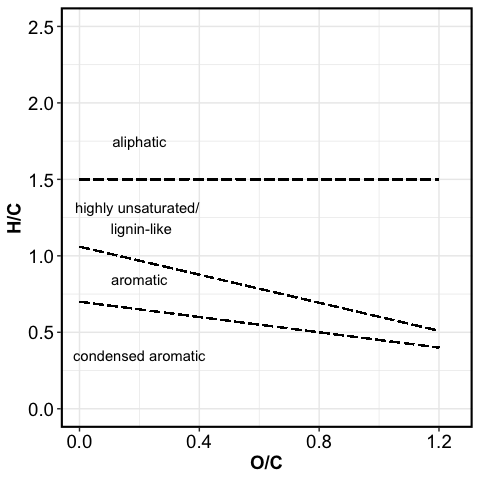 2.5
2.0
aliphatic
1.5
highly unsaturated/
lignin-like
H/C
1.0
aromatic
0.5
condensed aromatic
0.0
0.0 0.4 0.8 1.2
O/C